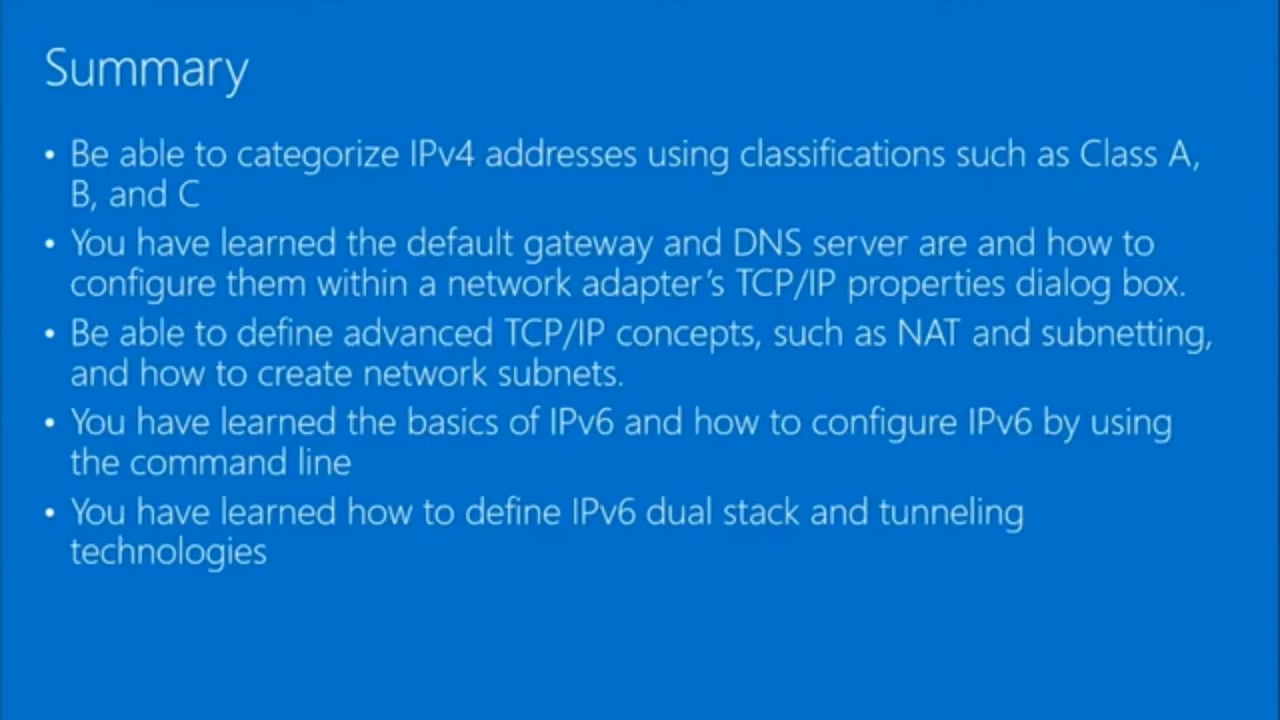 Summary
• Be able to categorize IPv4 addresses using classifications such as Class A,
B, and C
• You have learned the default gateway and DNS server are and how to
configure them within a network adapter's TCP/IP properties dialog box.
• Be able to define advanced TCP/IP concepts, such as NAT and subnetting,
and how to create network subnets.
• You have learned the basics of IPv6 and how to configure IPv6 by using
the command line
• You have learned how to define IPv6 dual stack and tunneling
technologies